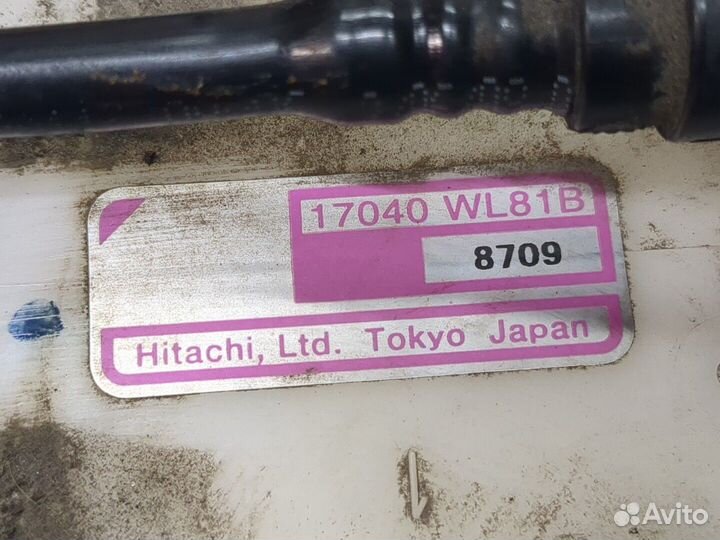 17040 WL81B
8709
Hitachi, Ltd. Tokyo Japan
Avito